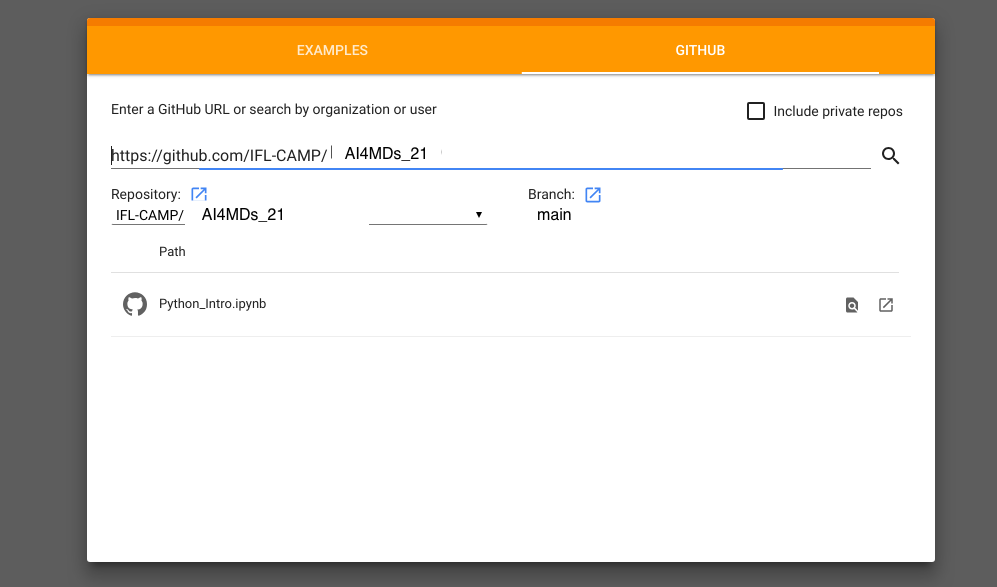 EXAMPLES GITHUB
Enter a GitHub URL or search by organization or user
Include private repos
https://github.com/IFL-CAMP/ AI4MDs_21
Repository: Branch:
IFL-CAMP/ AI4MDs_21 main
Path
Python_Intro.ipynb